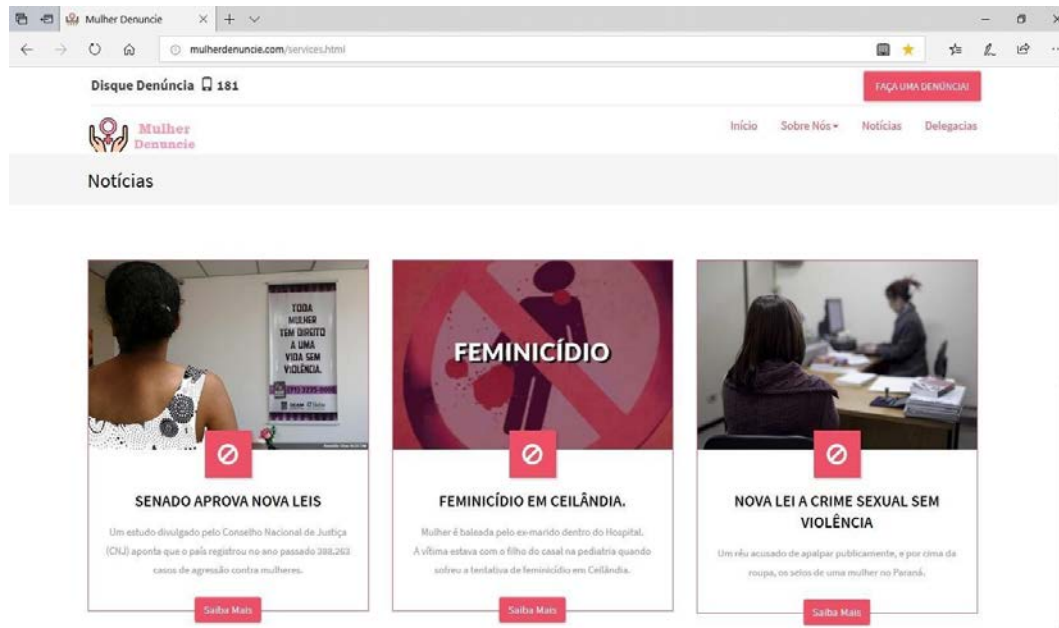 Mulher Denuncie
mulherdenuncie.com/services.html
Disque Denúncia 181
FAÇA UMA DENÚNCIA!
Mulher
Denuncie
Início Sobre Nós Notícias Delegacias
Notícias
TODA
MULHER
TEM DIREITO
A UMA
VIDA SEM
VIOLÊNCIA.
FEMINICÍDIO
SENADO APROVA NOVA LEIS
Um estudo divulgado pelo Conselho Nacional de Justiça
(CNJ) aponta que o país registrou no ano passado 388.263
casos de agressão contra mulheres.
Saiba Mais
FEMINICÍDIO EM CEILÂNDIA.
Mulher é baleada pelo ex-marido dentro do Hospital.
A vítima estava com o filho do casal na pediatria quando
sofreu a tentativa de feminicídio em Ceilândia.
Saiba Mais
NOVA LEI A CRIME SEXUAL SEM
VIOLÊNCIA
Um réu acusado de apalpar publicamente, e por cima da
roupa, os seios de uma mulher no Paraná.
Saiba Mais